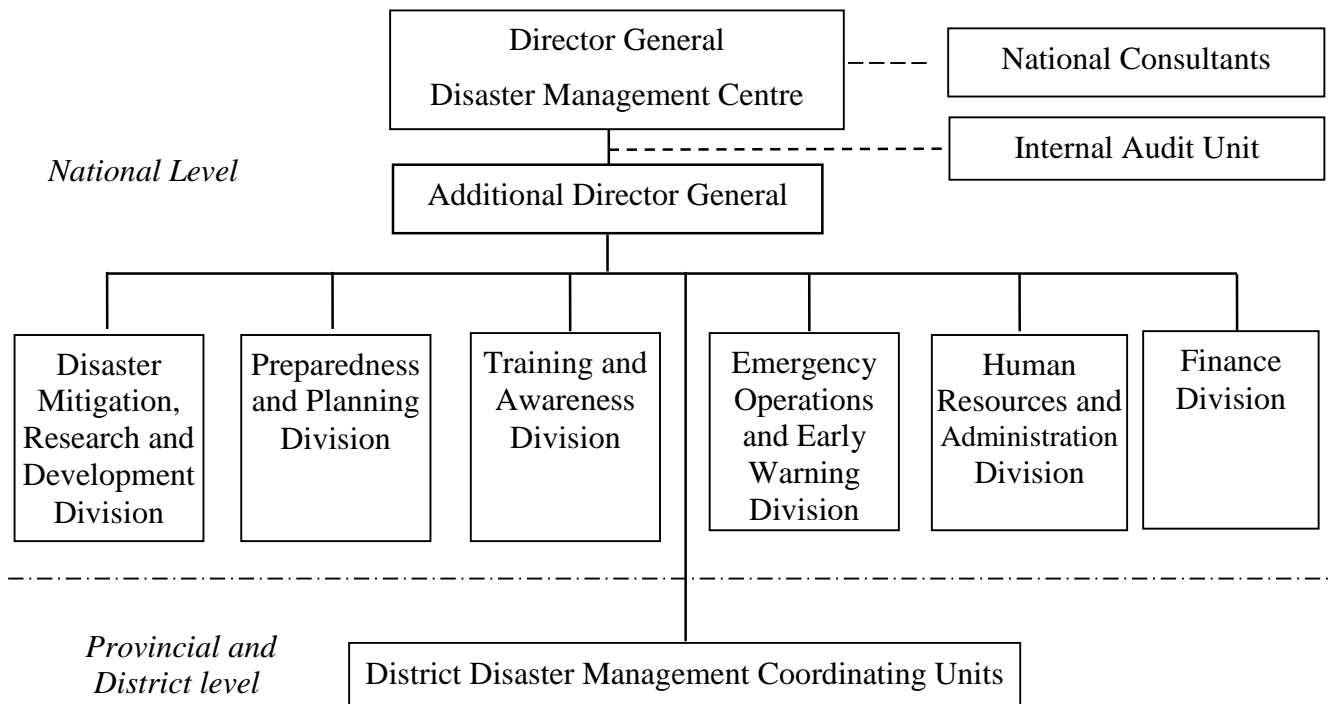 Director General
Disaster Management Centre
National Consultants
Internal Audit Unit
National Level
Additional Director General
Disaster
Mitigation,
Research and
Development
Division
Preparedness
and Planning
Division
Training and
Awareness
Division
Emergency
Operations
and Early
Warning
Division
Human
Resources and
Administration
Division
Finance
Division
Provincial and
District level
District Disaster Management Coordinating Units